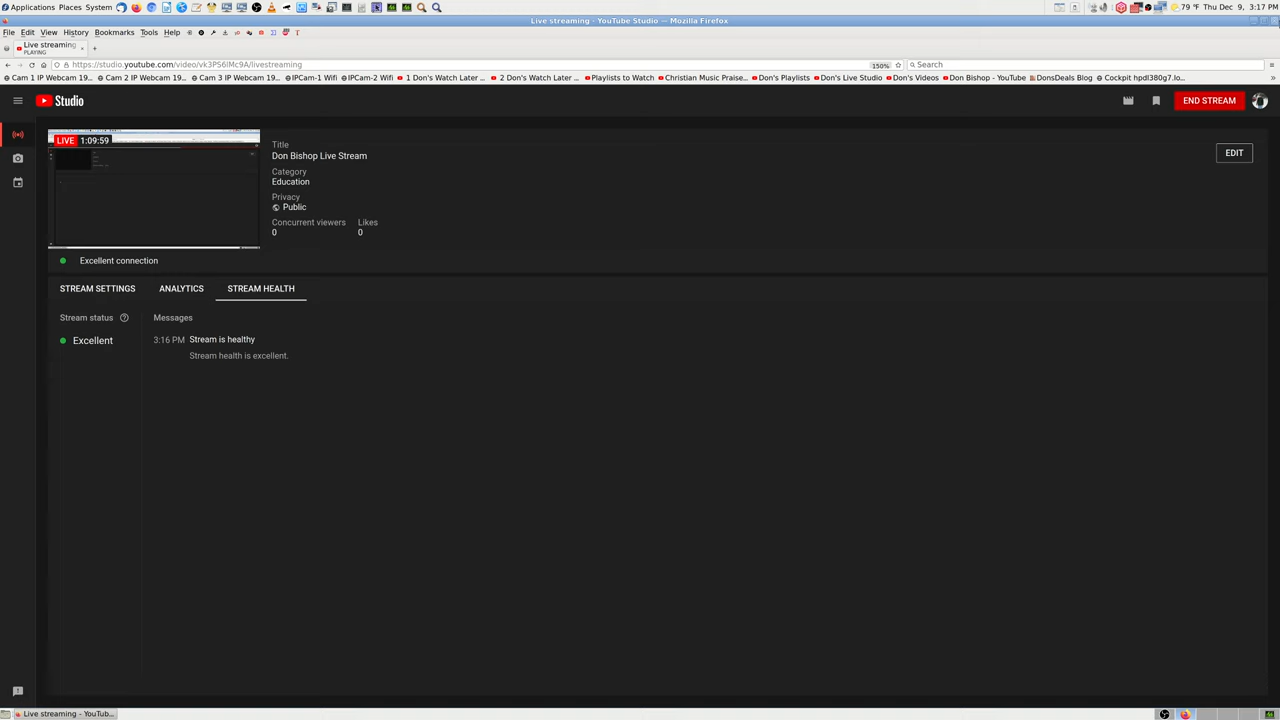 Applications Places System
79 °F Thu Dec 9, 3:17 PM
Live streaming - YouTube Studio — Mozilla Firefox
File Edit View History Bookmarks Tools Help
Live streaming
PLAYING
https://studio.youtube.com/video/vk3PS6lMc9A/livestreaming
150%
Search
Cam 1 IP Webcam 19... Cam 2 IP Webcam 19... Cam 3 IP Webcam 19... IPCam-1 Wifi IPCam-2 Wifi 1 Don's Watch Later ... 2 Don's Watch Later ... Playlists to Watch Christian Music Praise... Don's Playlists Don's Live Studio Don's Videos Don Bishop - YouTube DonsDeals Blog Cockpit hpdl380g7.lo...
Studio
END STREAM
LIVE 1:09:59
Title
Don Bishop Live Stream
EDIT
Category
Education
Privacy
Public
Concurrent viewers Likes
0 0
Excellent connection
STREAM SETTINGS ANALYTICS STREAM HEALTH
Stream status Messages
Excellent
3:16 PM Stream is healthy
Stream health is excellent.
Live streaming - YouTub...